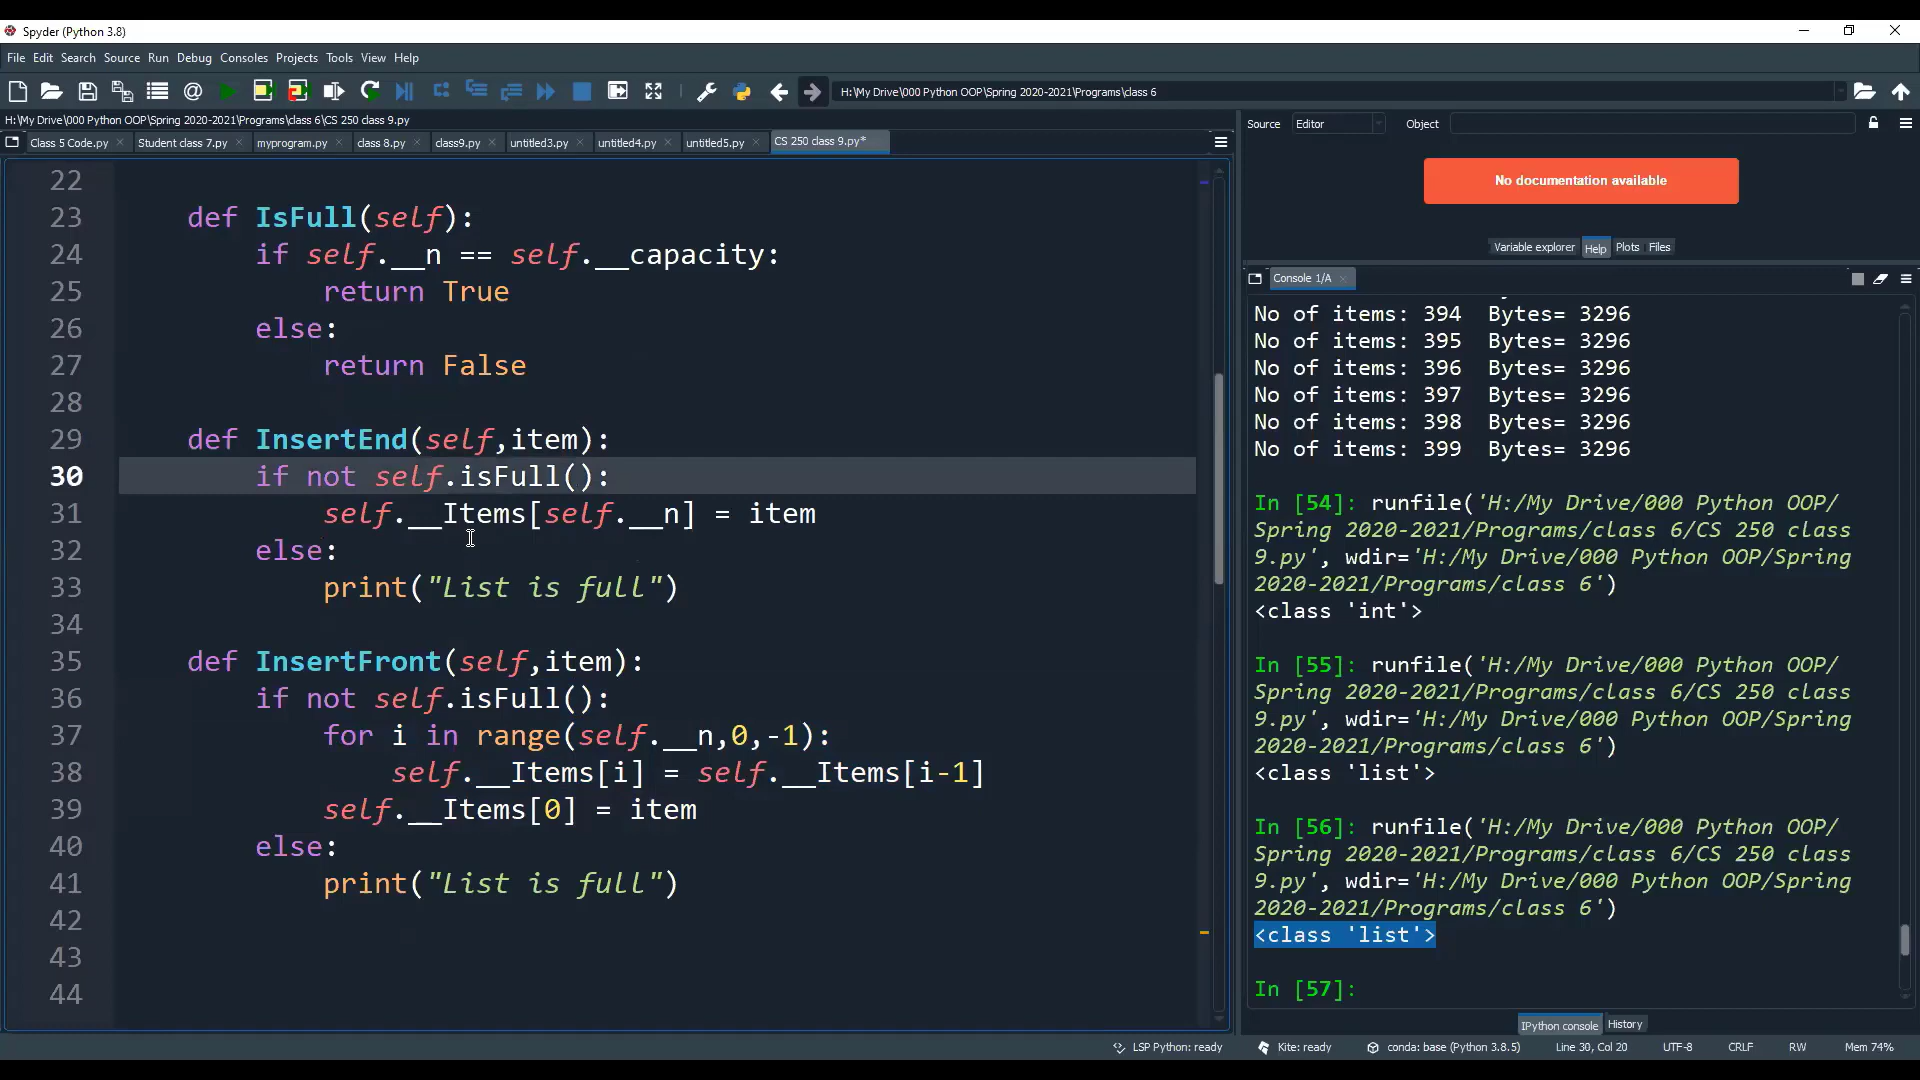 Spyder (Python 3.8)
File Edit Search Source Run Debug Consoles Projects Tools View Help
H:\My Drive\000 Python OOP\Spring 2020-2021\Programs\class 6
H:\My Drive\000 Python OOP\Spring 2020-2021\Programs\class 6\CS 250 class 9.py
Class 5 Code.py Student class 7.py myprogram.py class 8.py class9.py untitled3.py untitled4.py untitled5.py CS 250 class 9.py*
22
23 def IsFull(self):
24 if self.__n == self.__capacity:
25 return True
26 else:
27 return False
28
29 def InsertEnd(self,item):
30 if not self.isFull():
31 self.__Items[self.__n] = item
32 else:
33 print("List is full")
34
35 def InsertFront(self,item):
36 if not self.isFull():
37 for i in range(self.__n,0,-1):
38 self.__Items[i] = self.__Items[i-1]
39 self.__Items[0] = item
40 else:
41 print("List is full")
42
43
44
Source Editor Object
No documentation available
Variable explorer Help Plots Files
Console 1/A
No of items: 394 Bytes= 3296
No of items: 395 Bytes= 3296
No of items: 396 Bytes= 3296
No of items: 397 Bytes= 3296
No of items: 398 Bytes= 3296
No of items: 399 Bytes= 3296
In [54]: runfile('H:/My Drive/000 Python OOP/
Spring 2020-2021/Programs/class 6/CS 250 class
9.py', wdir='H:/My Drive/000 Python OOP/Spring
2020-2021/Programs/class 6')
<class 'int'>
In [55]: runfile('H:/My Drive/000 Python OOP/
Spring 2020-2021/Programs/class 6/CS 250 class
9.py', wdir='H:/My Drive/000 Python OOP/Spring
2020-2021/Programs/class 6')
<class 'list'>
In [56]: runfile('H:/My Drive/000 Python OOP/
Spring 2020-2021/Programs/class 6/CS 250 class
9.py', wdir='H:/My Drive/000 Python OOP/Spring
2020-2021/Programs/class 6')
<class 'list'>
In [57]:
IPython console History
LSP Python: ready Kite: ready conda: base (Python 3.8.5) Line 30, Col 20 UTF-8 CRLF RW Mem 74%